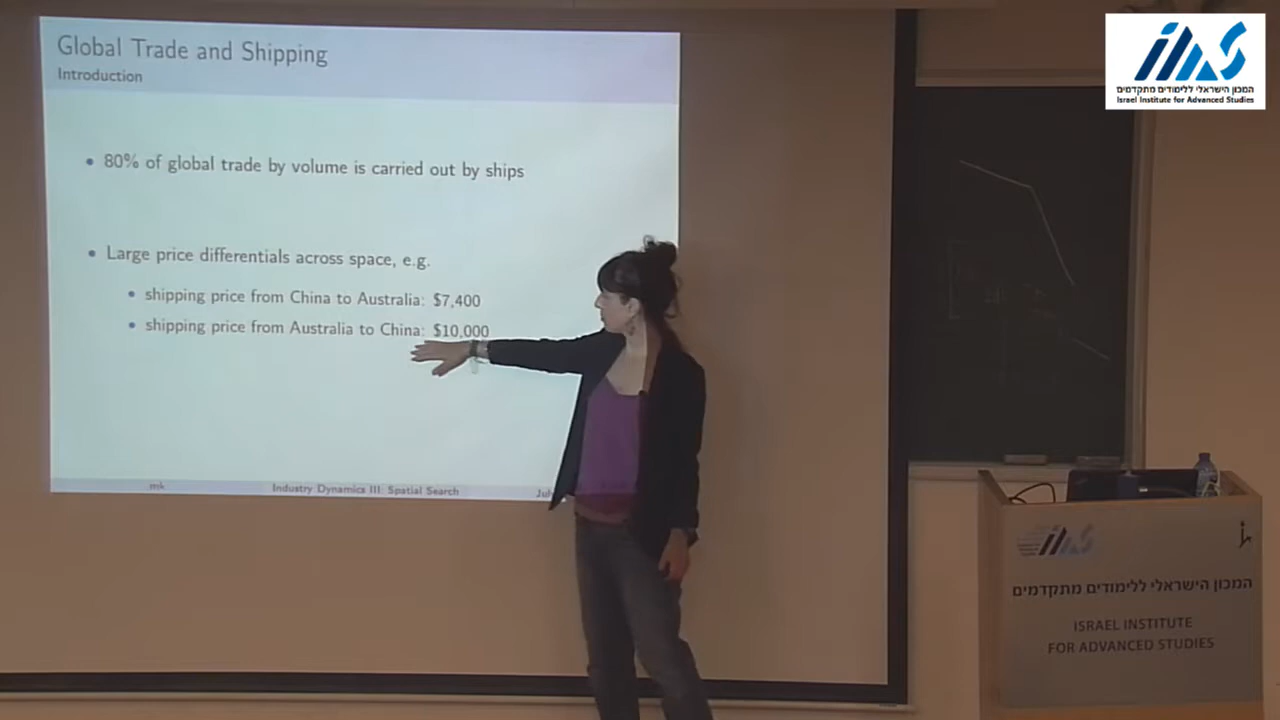 Global Trade and Shipping
Introduction
• 80% of global trade by volume is carried out by ships
• Large price differentials across space, e.g.
• shipping price from China to Australia: $7,400
• shipping price from Australia to China: $10,000
mk Industry Dynamics III Spatial Search
המכון הישראלי ללימודים מתקדמים
Israel Institute for Advanced Studies
המכון הישראלי ללימודים מתקדמים
ISRAEL INSTITUTE
FOR ADVANCED STUDIES